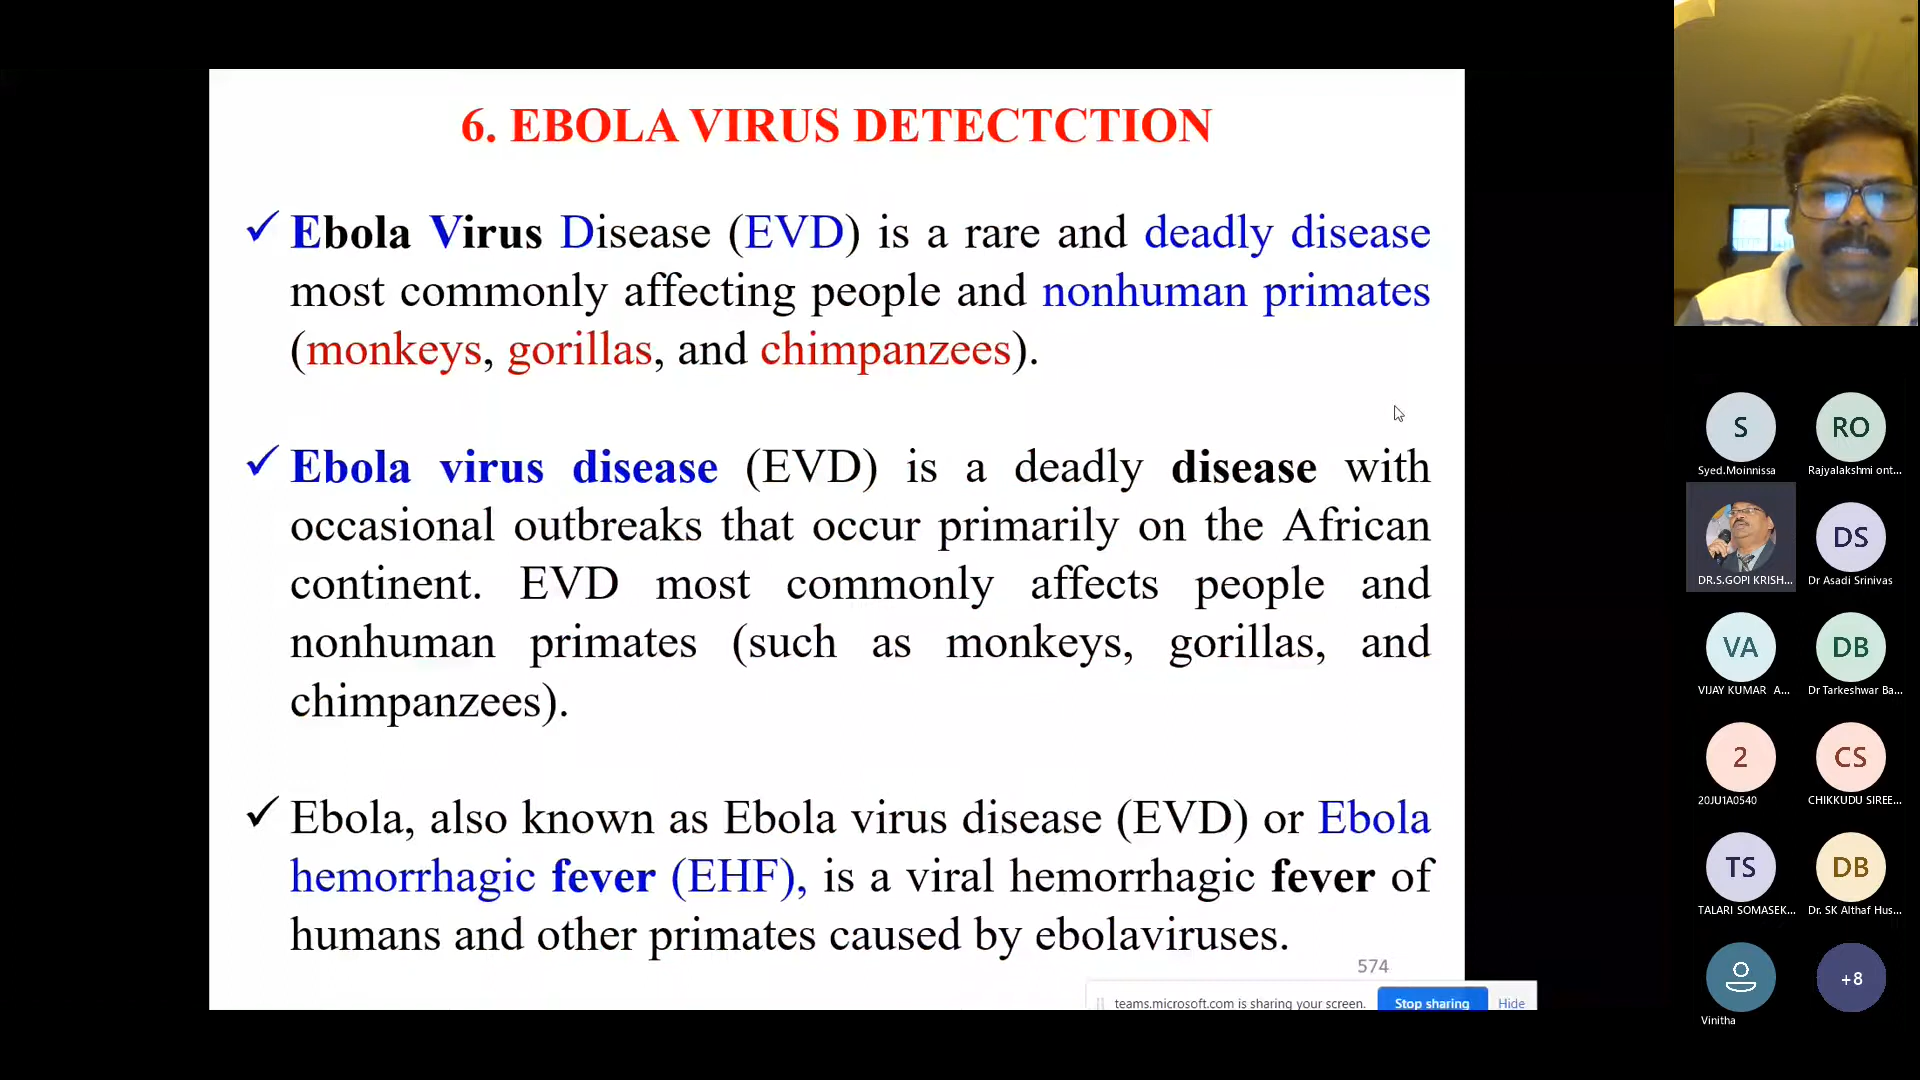 6. EBOLA VIRUS DETECTCTION
✓ Ebola Virus Disease (EVD) is a rare and deadly disease
most commonly affecting people and nonhuman primates
(monkeys, gorillas, and chimpanzees).
✓ Ebola virus disease (EVD) is a deadly disease with
occasional outbreaks that occur primarily on the African
continent. EVD most commonly affects people and
nonhuman primates (such as monkeys, gorillas, and
chimpanzees).
✓ Ebola, also known as Ebola virus disease (EVD) or Ebola
hemorrhagic fever (EHF), is a viral hemorrhagic fever of
humans and other primates caused by ebolaviruses.
574
teams.microsoft.com is sharing your screen. Stop sharing Hide
S RO
Syed.Moinnissa Rajyalakshmi ont...
DS
DR.S.GOPI KRISH... Dr Asadi Srinivas
VA DB
VIJAY KUMAR A... Dr Tarkeshwar Ba...
2 CS
20JU1A0540 CHIKKUDU SIREE...
TS DB
TALARI SOMASEK... Dr. SK Althaf Hus...
+8
Vinitha